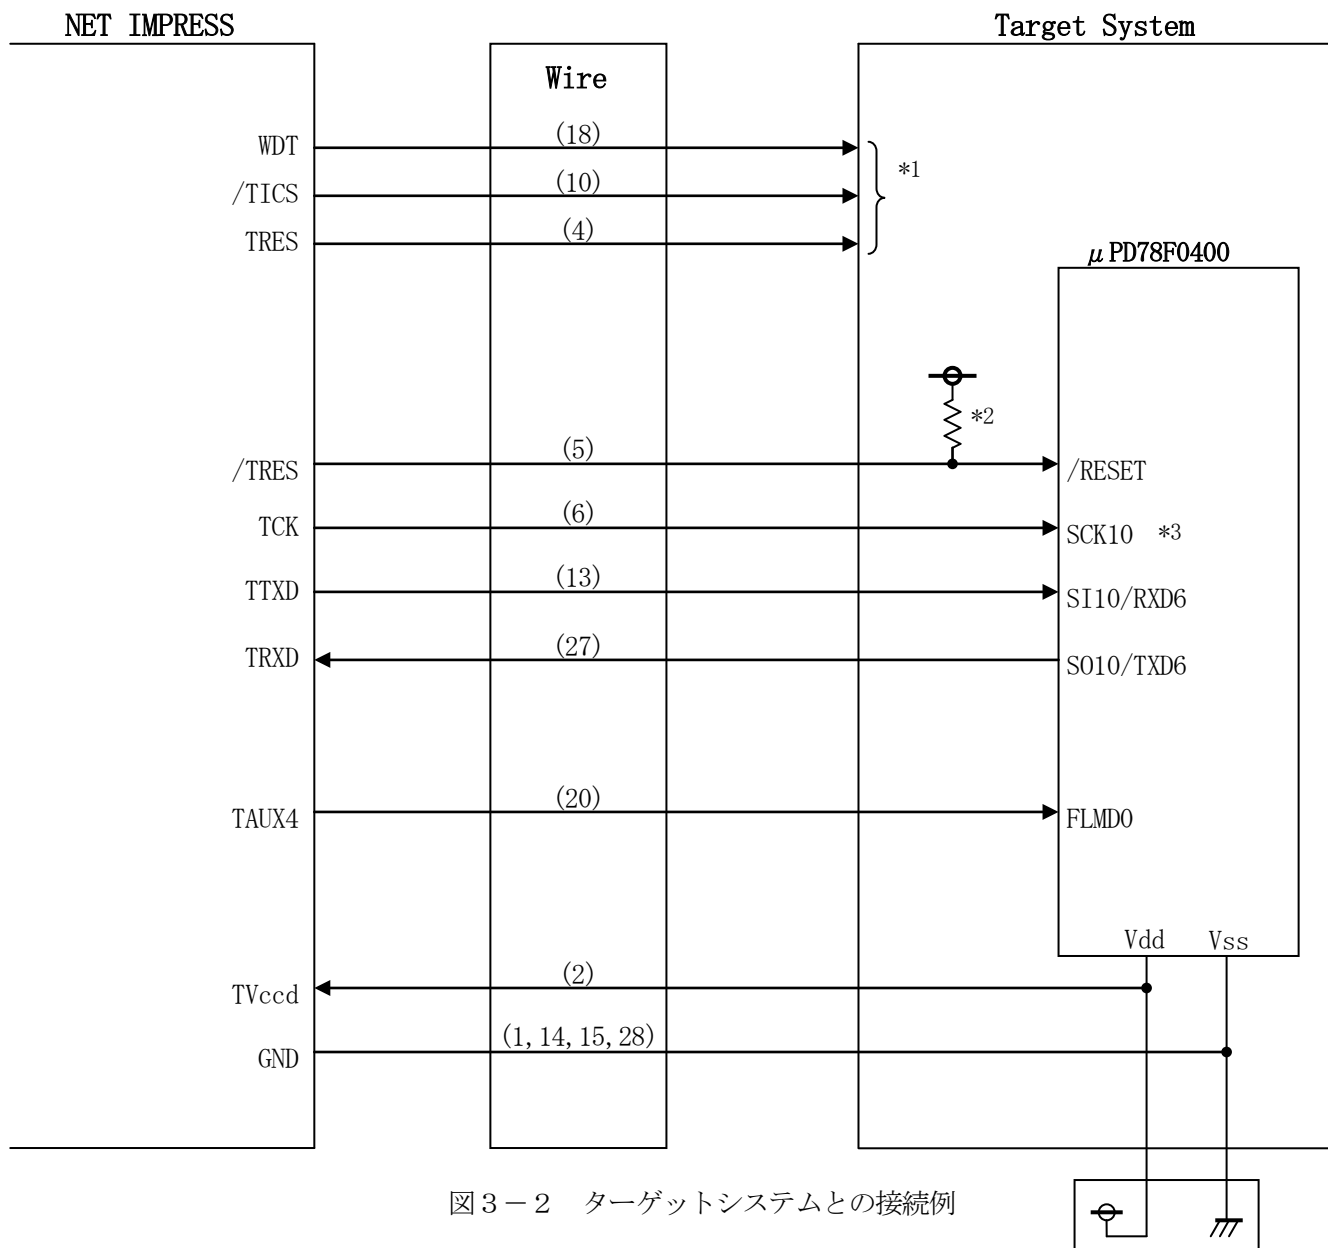 NET IMPRESS
Target System
Wire
WDT (18)
*1
/TICS (10)
TRES (4)
μPD78F0400
*2
/TRES (5) /RESET
TCK (6) SCK10 *3
TTXD (13) SI10/RXD6
TRXD (27) SO10/TXD6
TAUX4 (20) FLMD0
Vdd Vss
TVccd (2)
GND (1,14,15,28)
図3-2 ターゲットシステムとの接続例